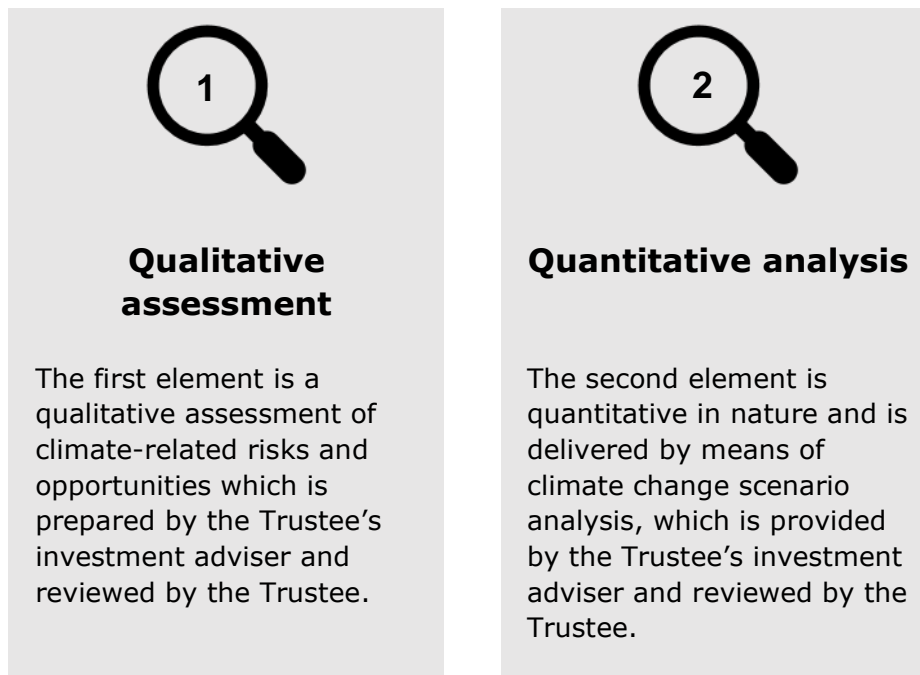 1
Qualitative
assessment
The first element is a
qualitative assessment of
climate-related risks and
opportunities which is
prepared by the Trustee’s
investment adviser and
reviewed by the Trustee.
2
Quantitative analysis
The second element is
quantitative in nature and is
delivered by means of
climate change scenario
analysis, which is provided
by the Trustee’s investment
adviser and reviewed by the
Trustee.